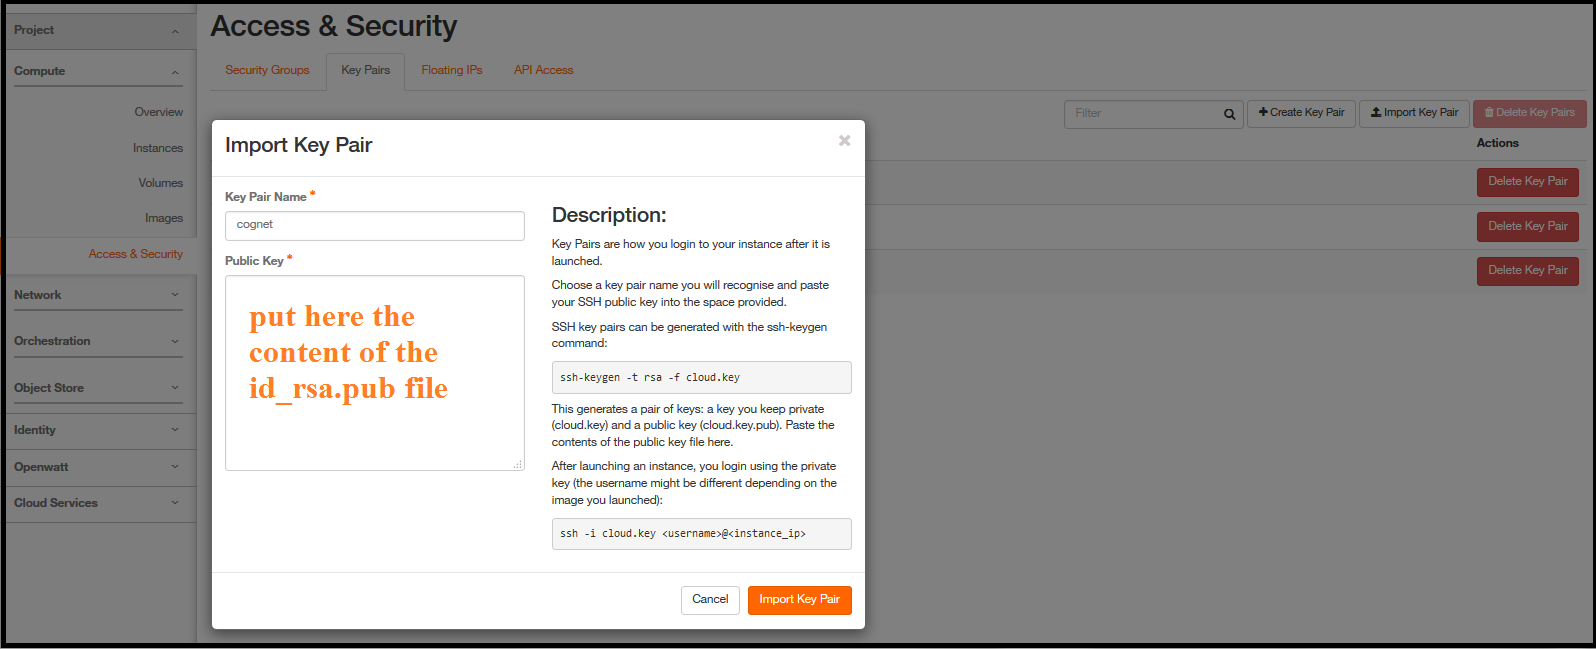 Project
Compute
Overview
Instances
Volumes
Images
Access & Security
Network
Orchestration
Object Store
Identity
Openwatt
Cloud Services
Access & Security
Security Groups
Key Pairs
Floating IPs
API Access
Filter
Create Key Pair
Import Key Pair
Delete Key Pairs
Actions
Delete Key Pair
Delete Key Pair
Delete Key Pair
Import Key Pair
Key Pair Name *
cognet
Public Key *
put here the
content of the
id_rsa.pub file
Description:
Key Pairs are how you login to your instance after it is
launched.
Choose a key pair name you will recognise and paste
your SSH public key into the space provided.
SSH key pairs can be generated with the ssh-keygen
command:
ssh-keygen -t rsa -f cloud.key
This generates a pair of keys: a key you keep private
(cloud.key) and a public key (cloud.key.pub). Paste the
contents of the public key file here.
After launching an instance, you login using the private
key (the username might be different depending on the
image you launched):
ssh -i cloud.key <username>@<instance_ip>
Cancel
Import Key Pair